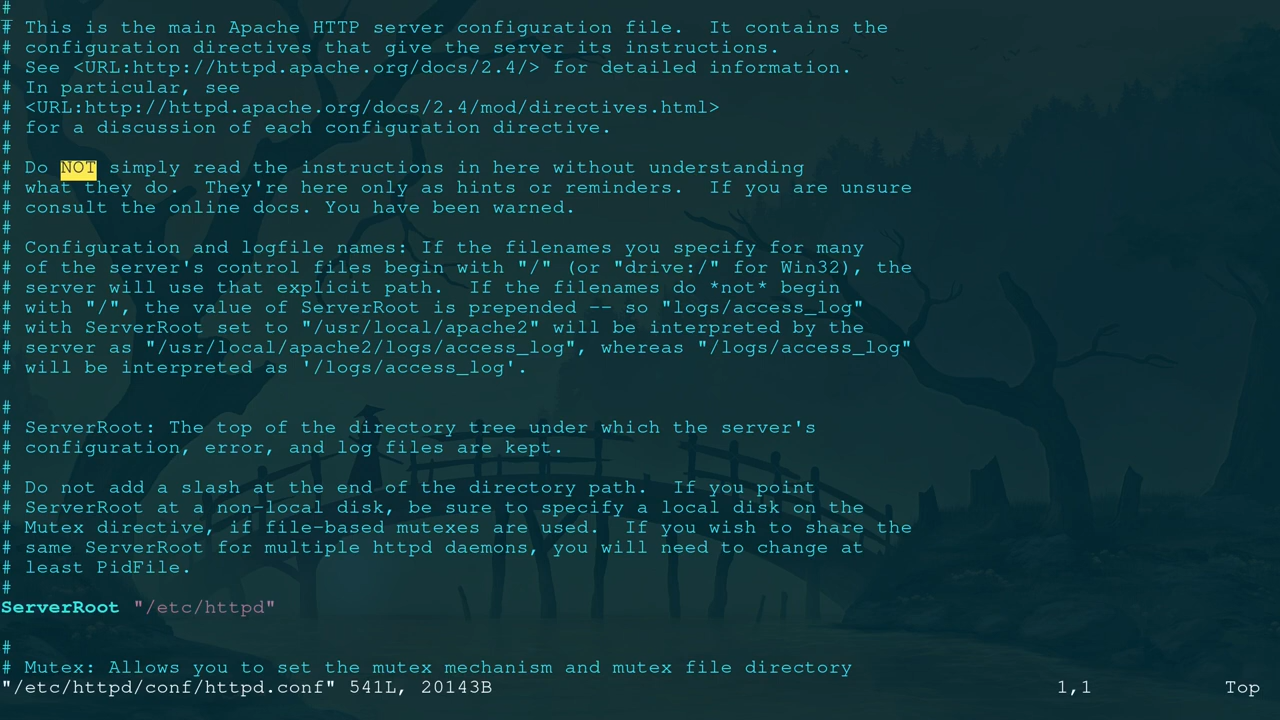 #
# This is the main Apache HTTP server configuration file.  It contains the
# configuration directives that give the server its instructions.
# See <URL:http://httpd.apache.org/docs/2.4/> for detailed information.
# In particular, see
# <URL:http://httpd.apache.org/docs/2.4/mod/directives.html>
# for a discussion of each configuration directive.
#
# Do NOT simply read the instructions in here without understanding
# what they do.  They're here only as hints or reminders.  If you are unsure
# consult the online docs. You have been warned.
#
# Configuration and logfile names: If the filenames you specify for many
# of the server's control files begin with "/" (or "drive:/" for Win32), the
# server will use that explicit path.  If the filenames do *not* begin
# with "/", the value of ServerRoot is prepended -- so "logs/access_log"
# with ServerRoot set to "/usr/local/apache2" will be interpreted by the
# server as "/usr/local/apache2/logs/access_log", whereas "/logs/access_log"
# will be interpreted as '/logs/access_log'.

#
# ServerRoot: The top of the directory tree under which the server's
# configuration, error, and log files are kept.
#
# Do not add a slash at the end of the directory path.  If you point
# ServerRoot at a non-local disk, be sure to specify a local disk on the
# Mutex directive, if file-based mutexes are used.  If you wish to share the
# same ServerRoot for multiple httpd daemons, you will need to change at
# least PidFile.
#
ServerRoot "/etc/httpd"

#
# Mutex: Allows you to set the mutex mechanism and mutex file directory
"/etc/httpd/conf/httpd.conf" 541L, 20143B 1,1 Top